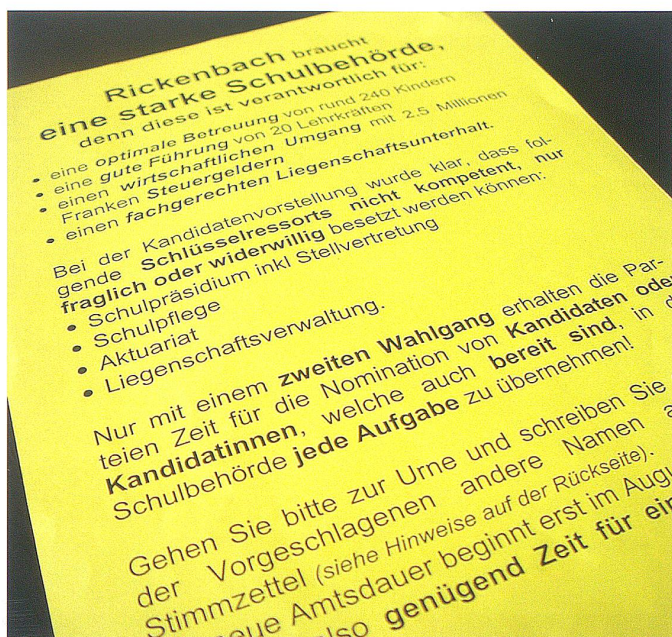 Rickenbach braucht
eine starke Schulbehörde,
denn diese ist verantwortlich für:
• eine optimale Betreuung von rund 240 Kindern
• eine gute Führung von 20 Lehrkräften
• einen wirtschaftlichen Umgang mit 2.5 Millionen
Franken Steuergeldern
• einen fachgerechten Liegenschaftsunterhalt.
Bei der Kandidatenvorstellung wurde klar, dass fol-
gende Schlüsselressorts nicht kompetent, nur
fraglich oder widerwillig besetzt werden können:
• Schulpräsidium inkl Stellvertretung
• Schulpflege
• Aktuariat
• Liegenschaftsverwaltung.
Nur mit einem zweiten Wahlgang erhalten die Par-
teien Zeit für die Nomination von Kandidaten oder
Kandidatinnen, welche auch bereit sind, in
Schulbehörde jede Aufgabe zu übernehmen!
Gehen Sie bitte zur Urne und schreiben Sie
der Vorgeschlagenen andere Namen
Stimmzettel (siehe Hinweise auf der Rückseite).
neue Amtsdauer beginnt erst im
genügend Zeit für